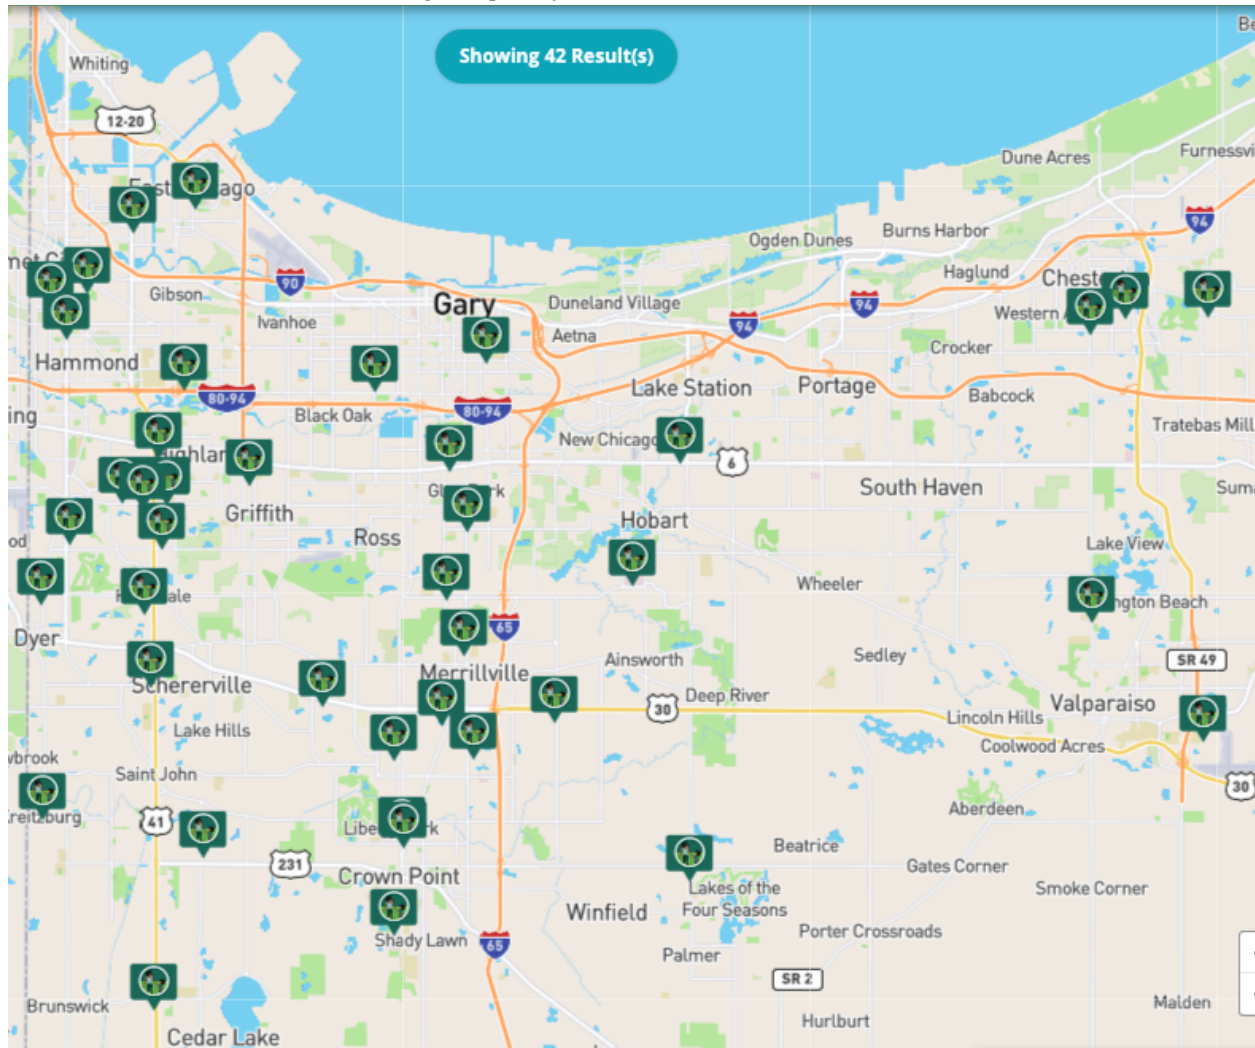 Showing 42 Result(s)
Whiting
12-20
Dune Acres
94
Ogden Dunes
Burns Harbor
Haglund
90
Gibson
Gary
Duneland Village
94
94
Ivanhoe
Aetna
Crocker
Hammond
Lake Station
Portage
Babcock
80-94
80-94
Black Oak
New Chicago
6
South Haven
Griffith
Hobart
Ross
Lake View
Wheeler
Dyer
65
Ainsworth
Sedley
SR 49
Merrillville
Schererville
Deep River
30
Valparaiso
Lincoln Hills
Lake Hills
Coolwood Acres
Saint John
30
Aberdeen
41
231
Beatrice
Gates Corner
Crown Point
Smoke Corner
Lakes of the
Four Seasons
Winfield
Porter Crossroads
Shady Lawn
65
Palmer
SR 2
Brunswick
Malden
Hurlburt
Cedar Lake